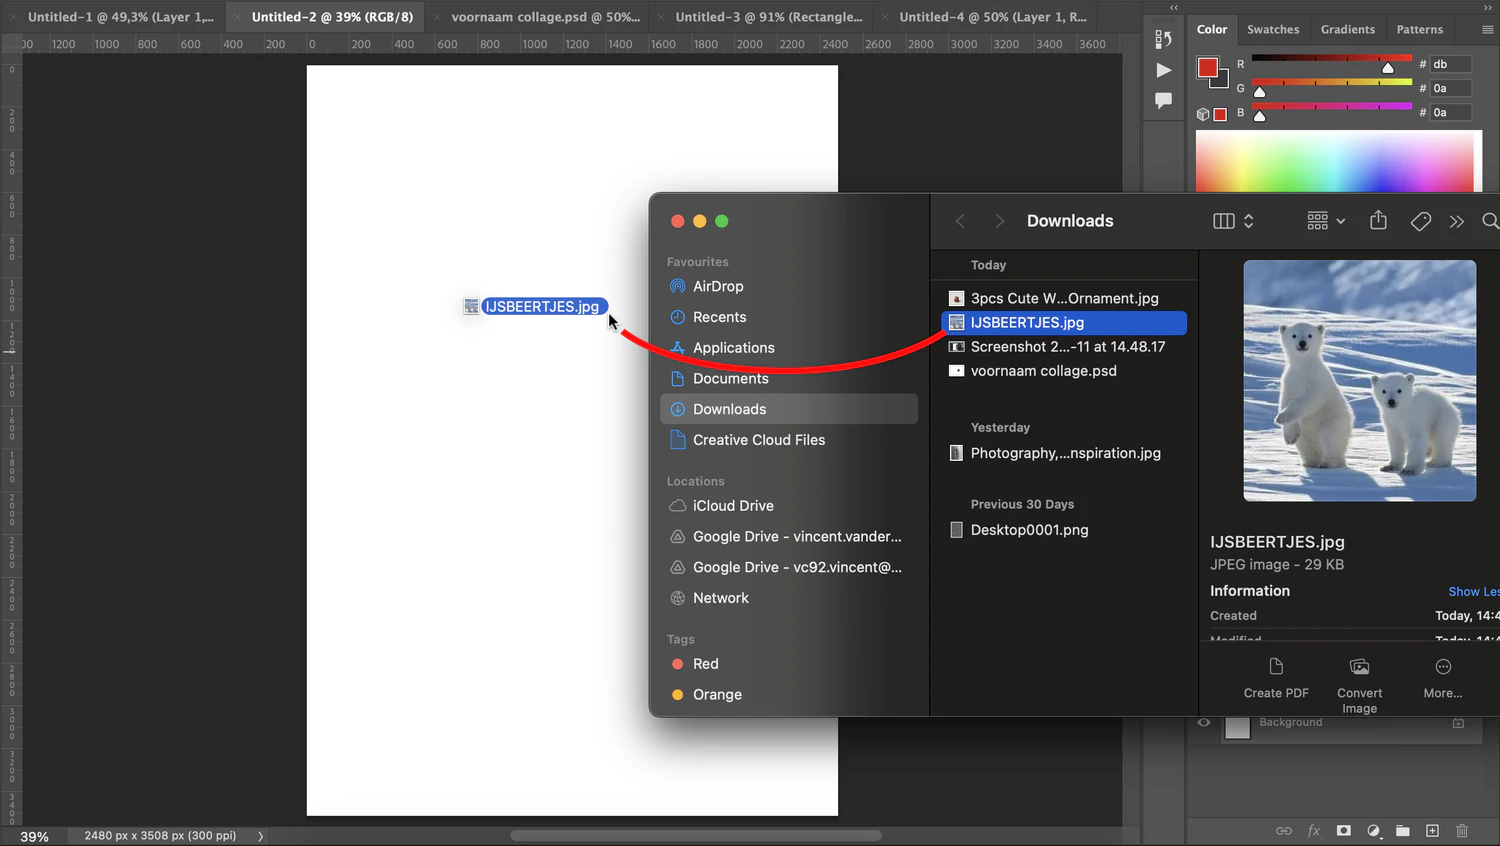 Untitled-1 @ 49,3% (Layer 1,...
Untitled-2 @ 39% (RGB/8)
voornaam collage.psd @ 50%...
Untitled-3 @ 91% (Rectangle...
Untitled-4 @ 50% (Layer 1, R...
1200 1000 800 600 400 200 0 200 400 600 800 1000 1200 1400 1600 1800 2000 2200 2400 2600 2800 3000 3200 3400 3600
Color
Swatches
Gradients
Patterns
R # db
G # 0a
B # 0a
IJSBEERTJES.jpg
Favourites
AirDrop
Recents
Applications
Documents
Downloads
Creative Cloud Files
Locations
iCloud Drive
Google Drive - vincent.vander...
Google Drive - vc92.vincent@...
Network
Tags
Red
Orange
Downloads
Today
3pcs Cute W...Ornament.jpg
IJSBEERTJES.jpg
Screenshot 2...-11 at 14.48.17
voornaam collage.psd
Yesterday
Photography,...nspiration.jpg
Previous 30 Days
Desktop0001.png
IJSBEERTJES.jpg
JPEG image - 29 KB
Information
Show Les
Created
Today, 14:4
Modified
Today, 14:4
Create PDF
Convert Image
More...
Background
39%
2480 px x 3508 px (300 ppi)
fx